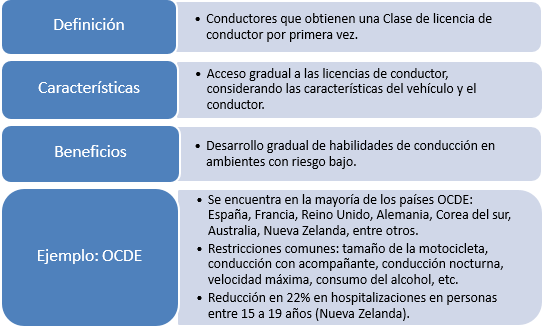 Definición
• Conductores que obtienen una Clase de licencia de
conductor por primera vez.
Características
• Acceso gradual a las licencias de conductor,
considerando las características del vehículo y el
conductor.
Beneficios
• Desarrollo gradual de habilidades de conducción en
ambientes con riesgo bajo.
Ejemplo: OCDE
• Se encuentra en la mayoría de los países OCDE:
España, Francia, Reino Unido, Alemania, Corea del sur,
Australia, Nueva Zelanda, entre otros.
• Restricciones comunes: tamaño de la motocicleta,
conducción con acompañante, conducción nocturna,
velocidad máxima, consumo del alcohol, etc.
• Reducción en 22% en hospitalizaciones en personas
entre 15 a 19 años (Nueva Zelanda).